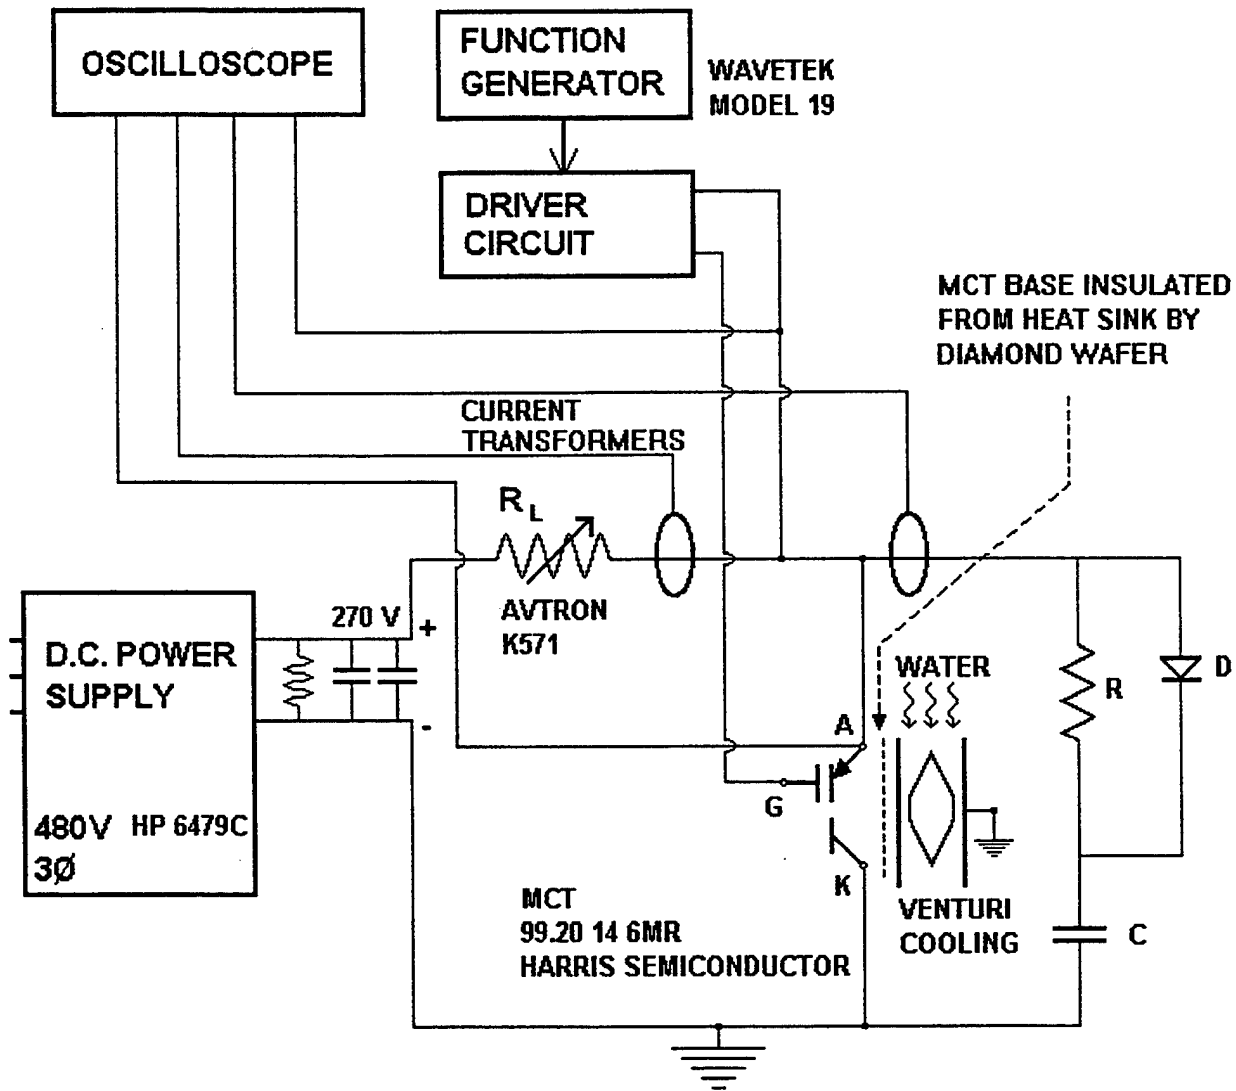 OSCILLOSCOPE
FUNCTION
GENERATOR
WAVETEK
MODEL 19
DRIVER
CIRCUIT
MCT BASE INSULATED
FROM HEAT SINK BY
DIAMOND WAFER
CURRENT
TRANSFORMERS
R L
AVTRON
K571
270 V
+
-
D.C. POWER
SUPPLY
480V HP 6479C
3Ø
WATER
R
D
A
G
K
MCT
99.20 14 6MR
HARRIS SEMICONDUCTOR
VENTURI
COOLING
C